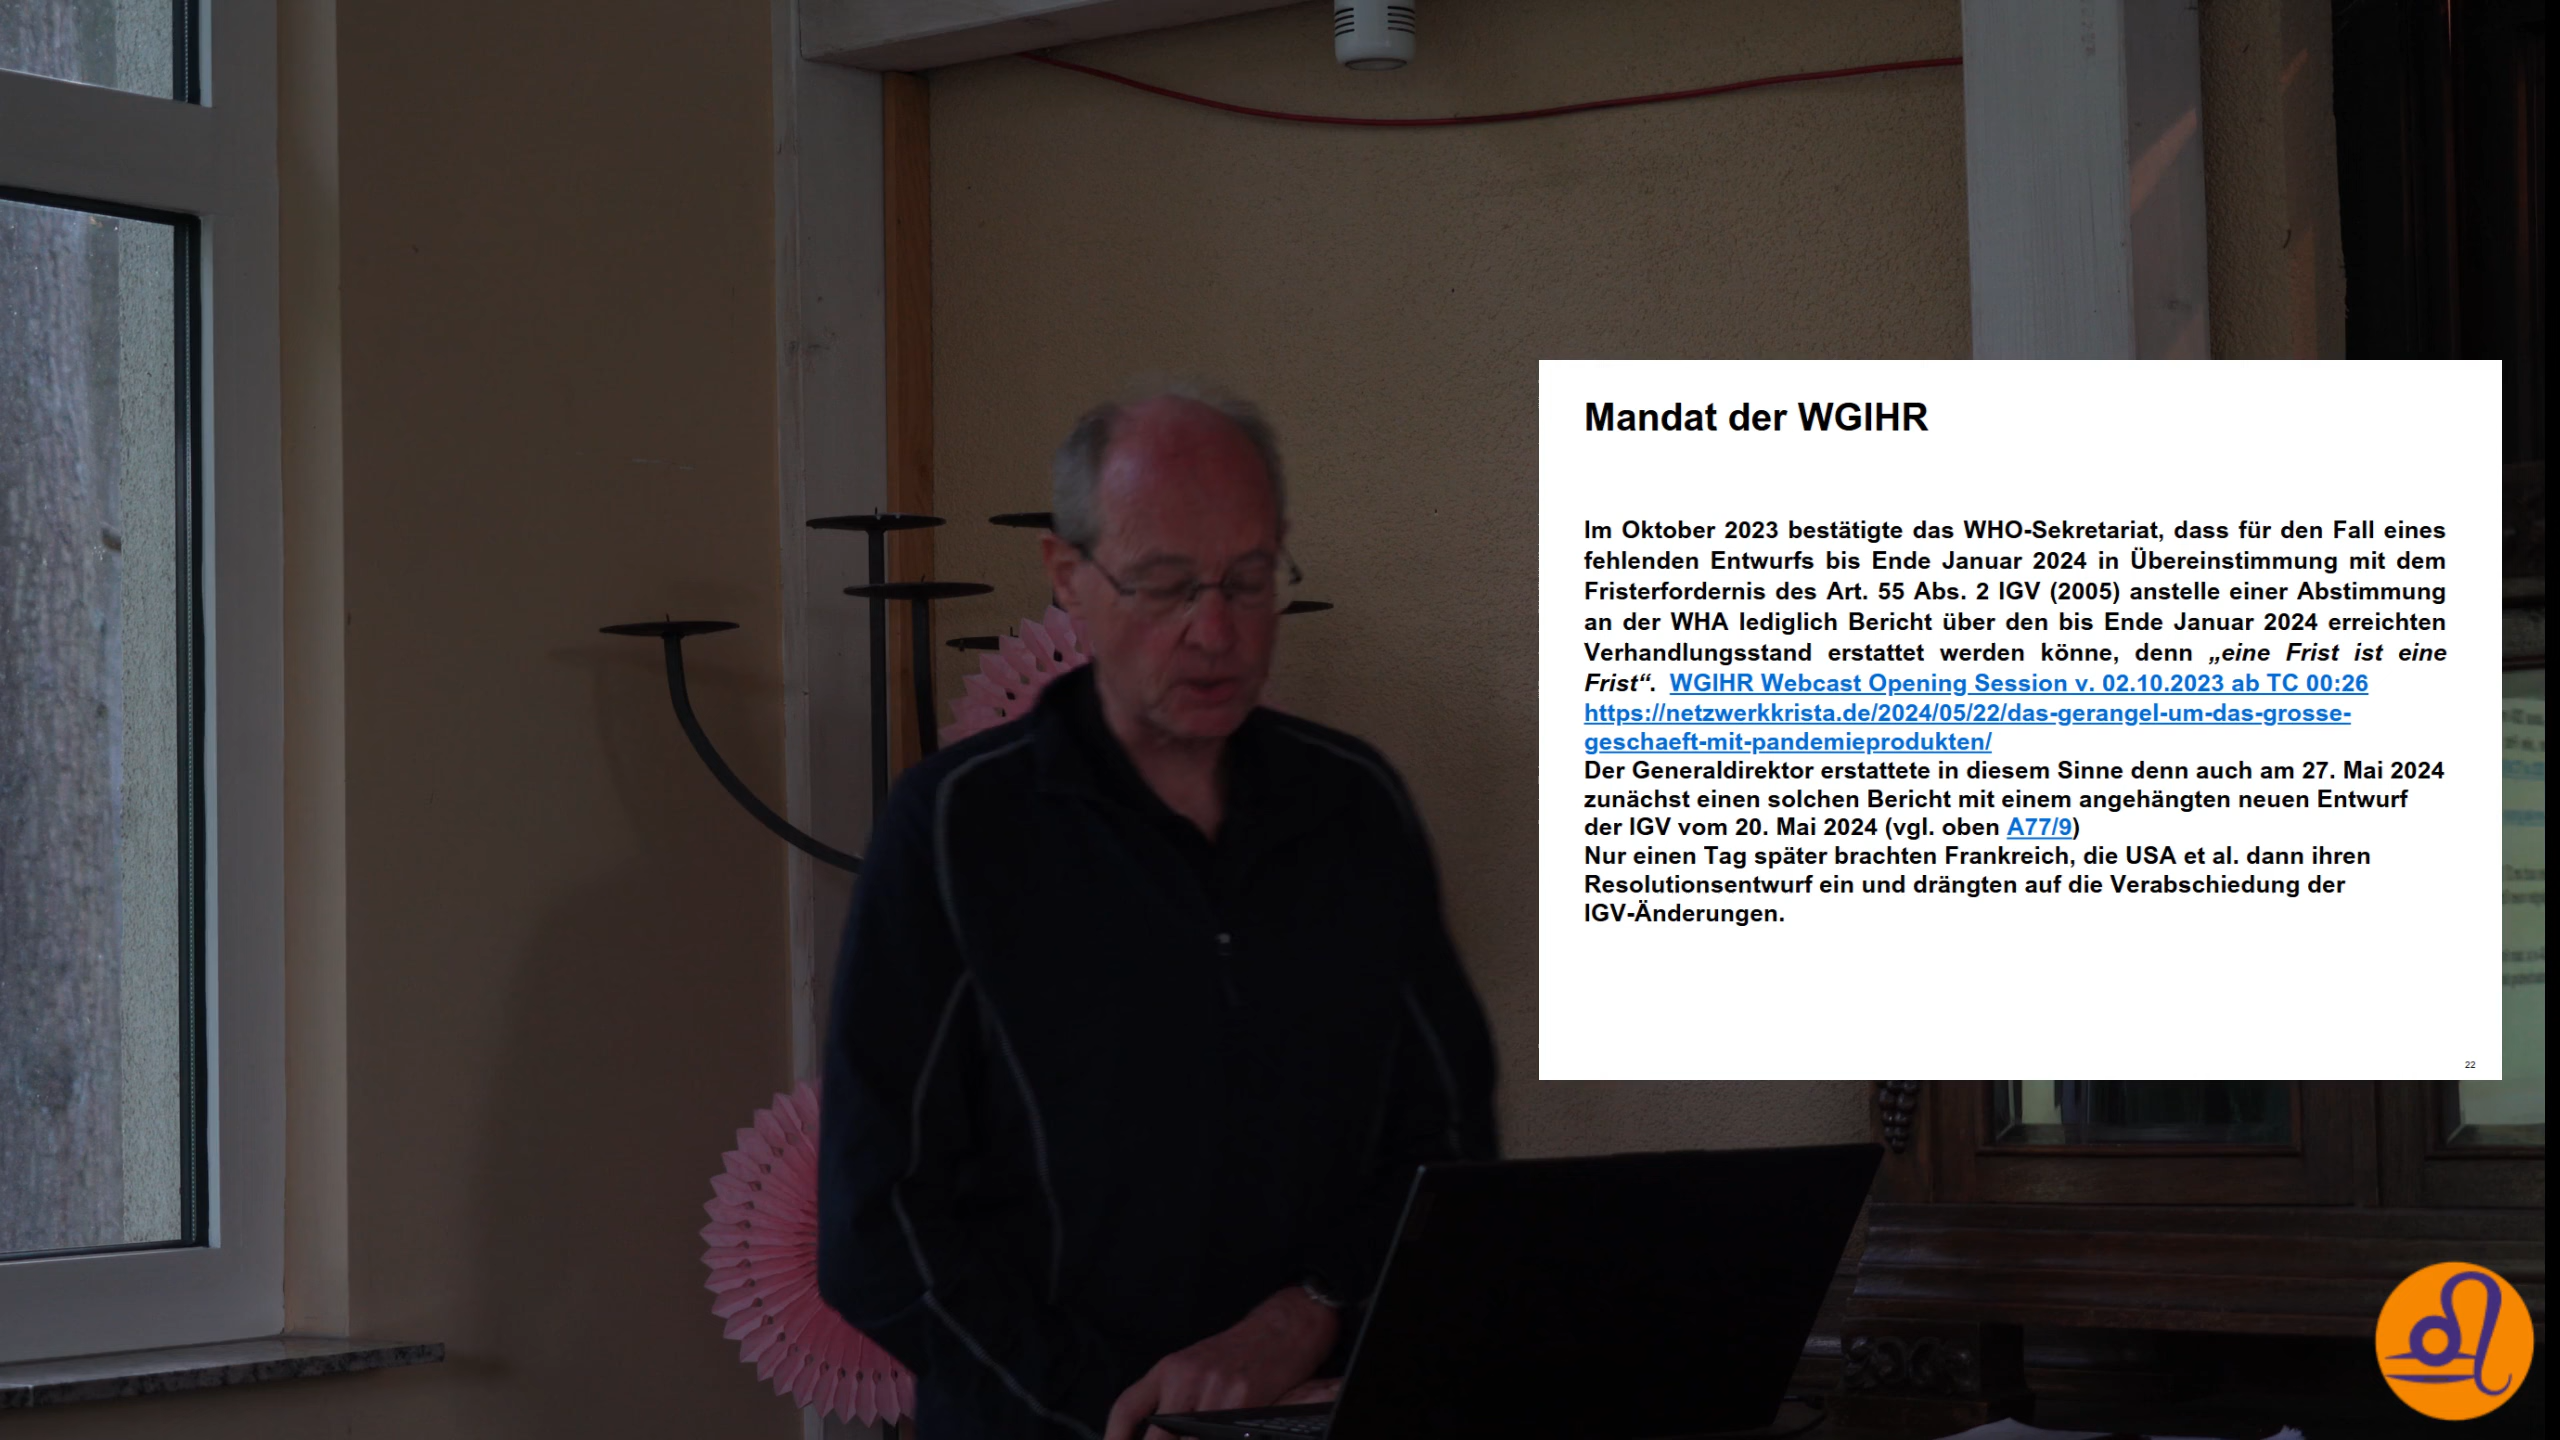 Mandat der WGIHR
Im Oktober 2023 bestätigte das WHO-Sekretariat, dass für den Fall eines
fehlenden Entwurfs bis Ende Januar 2024 in Übereinstimmung mit dem
Fristerfordernis des Art. 55 Abs. 2 IGV (2005) anstelle einer Abstimmung
an der WHA lediglich Bericht über den bis Ende Januar 2024 erreichten
Verhandlungsstand erstattet werden könne, denn „eine Frist ist eine
Frist“. WGIHR Webcast Opening Session v. 02.10.2023 ab TC 00:26
https://netzwerkkrista.de/2024/05/22/das-gerangel-um-das-grosse-
geschaeft-mit-pandemieprodukten/
Der Generaldirektor erstattete in diesem Sinne denn auch am 27. Mai 2024
zunächst einen solchen Bericht mit einem angehängten neuen Entwurf
der IGV vom 20. Mai 2024 (vgl. oben A77/9)
Nur einen Tag später brachten Frankreich, die USA et al. dann ihren
Resolutionsentwurf ein und drängten auf die Verabschiedung der
IGV-Änderungen.
22